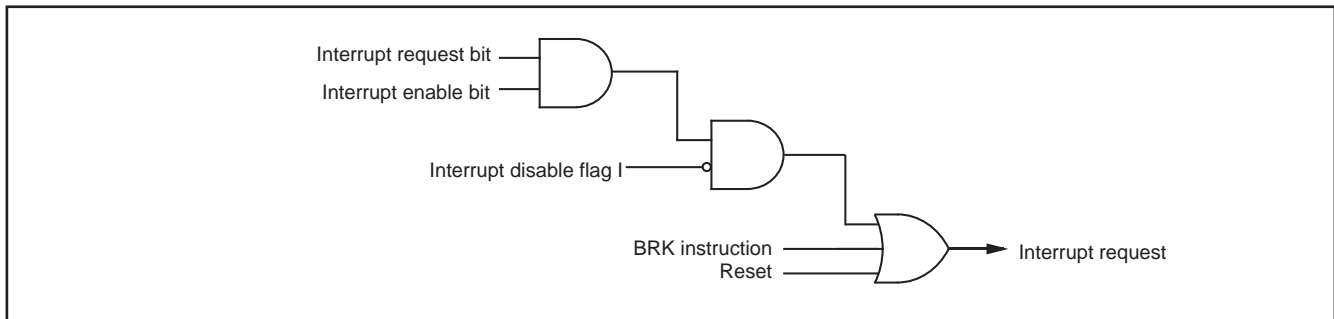 Interrupt request bit
Interrupt enable bit
Interrupt disable flag I
BRK instruction
Reset
Interrupt request